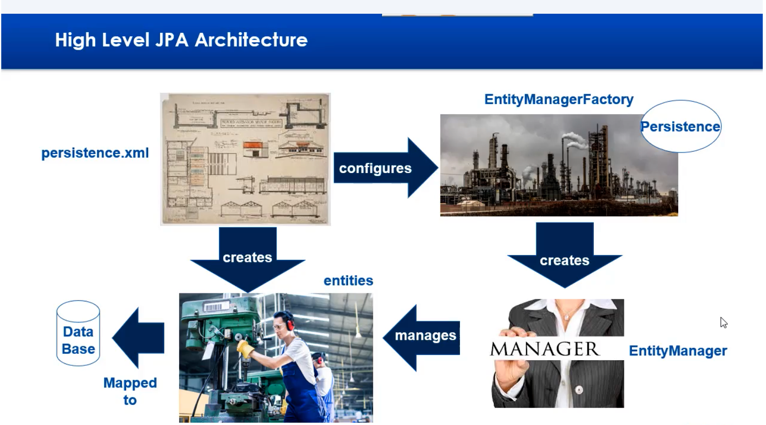 High Level JPA Architecture
EntityManagerFactory
Persistence
persistence.xml
configures
creates
creates
entities
Data
Base
manages
MANAGER
EntityManager
Mapped
to